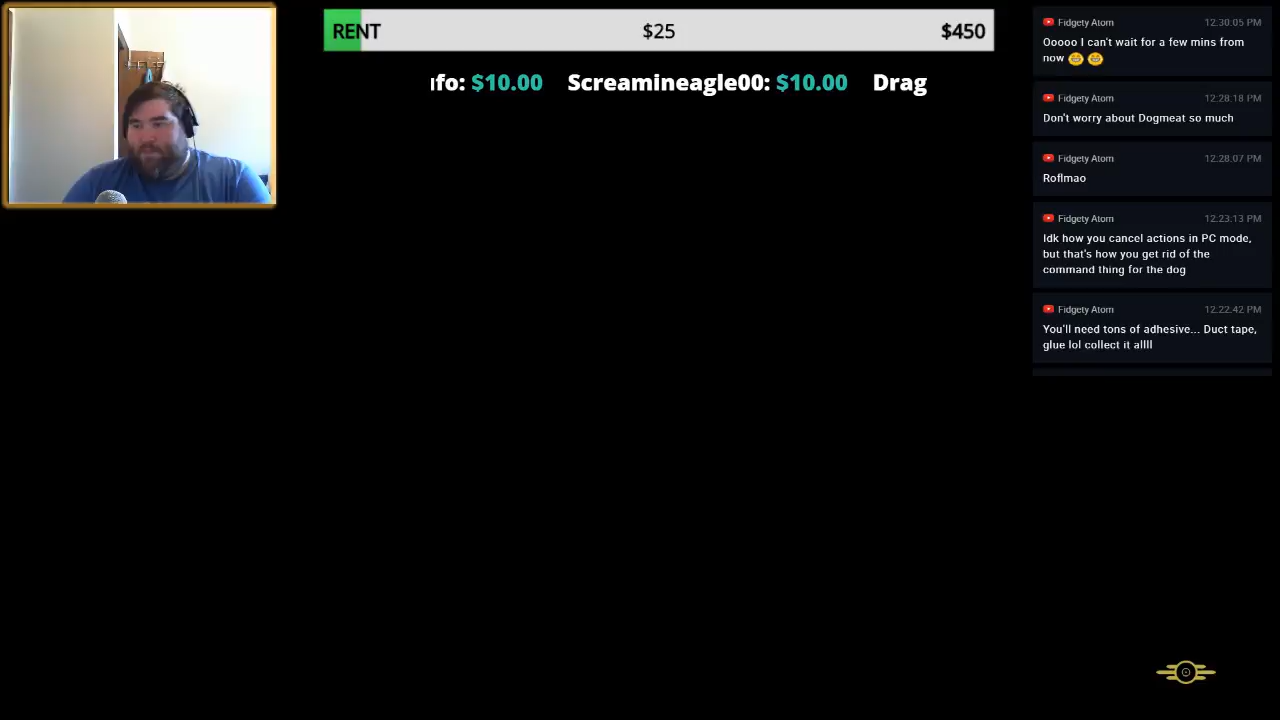 RENT $25 $450
fo: $10.00 Screamineagle00: $10.00 Drag
Fidgety Atom 12:30:05 PM
Ooooo I can't wait for a few mins from
now 😂 😂
Fidgety Atom 12:28:18 PM
Don't worry about Dogmeat so much
Fidgety Atom 12:28:07 PM
Roflmao
Fidgety Atom 12:23:13 PM
Idk how you cancel actions in PC mode,
but that's how you get rid of the
command thing for the dog
Fidgety Atom 12:22:42 PM
You'll need tons of adhesive... Duct tape,
glue lol collect it allll